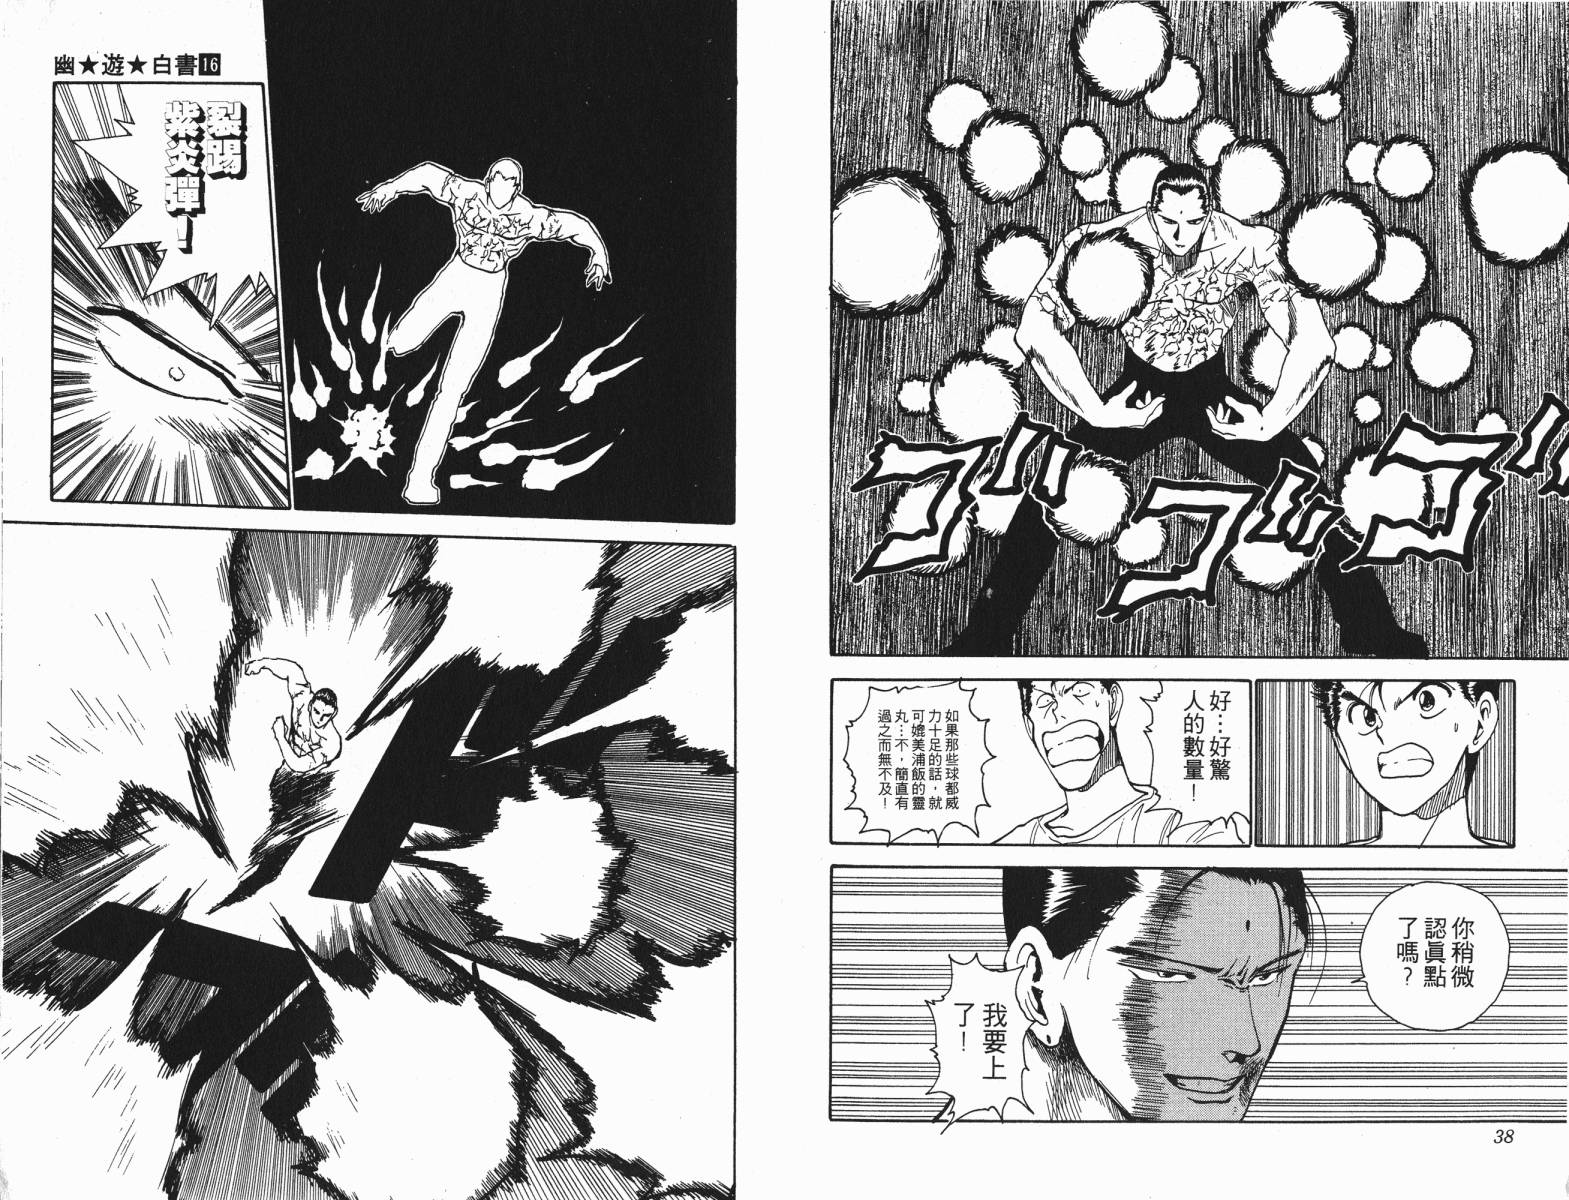 ゴゴゴ
好…好驚
人的數量！
如果那些球都威
力十足的話，就
可媲美浦飯的靈
丸…不，簡直有
過之而無不及！
你稍微
認眞點
了嗎？
我要上
了！
38
幽★遊★白書16
裂踢
紫炎彈！